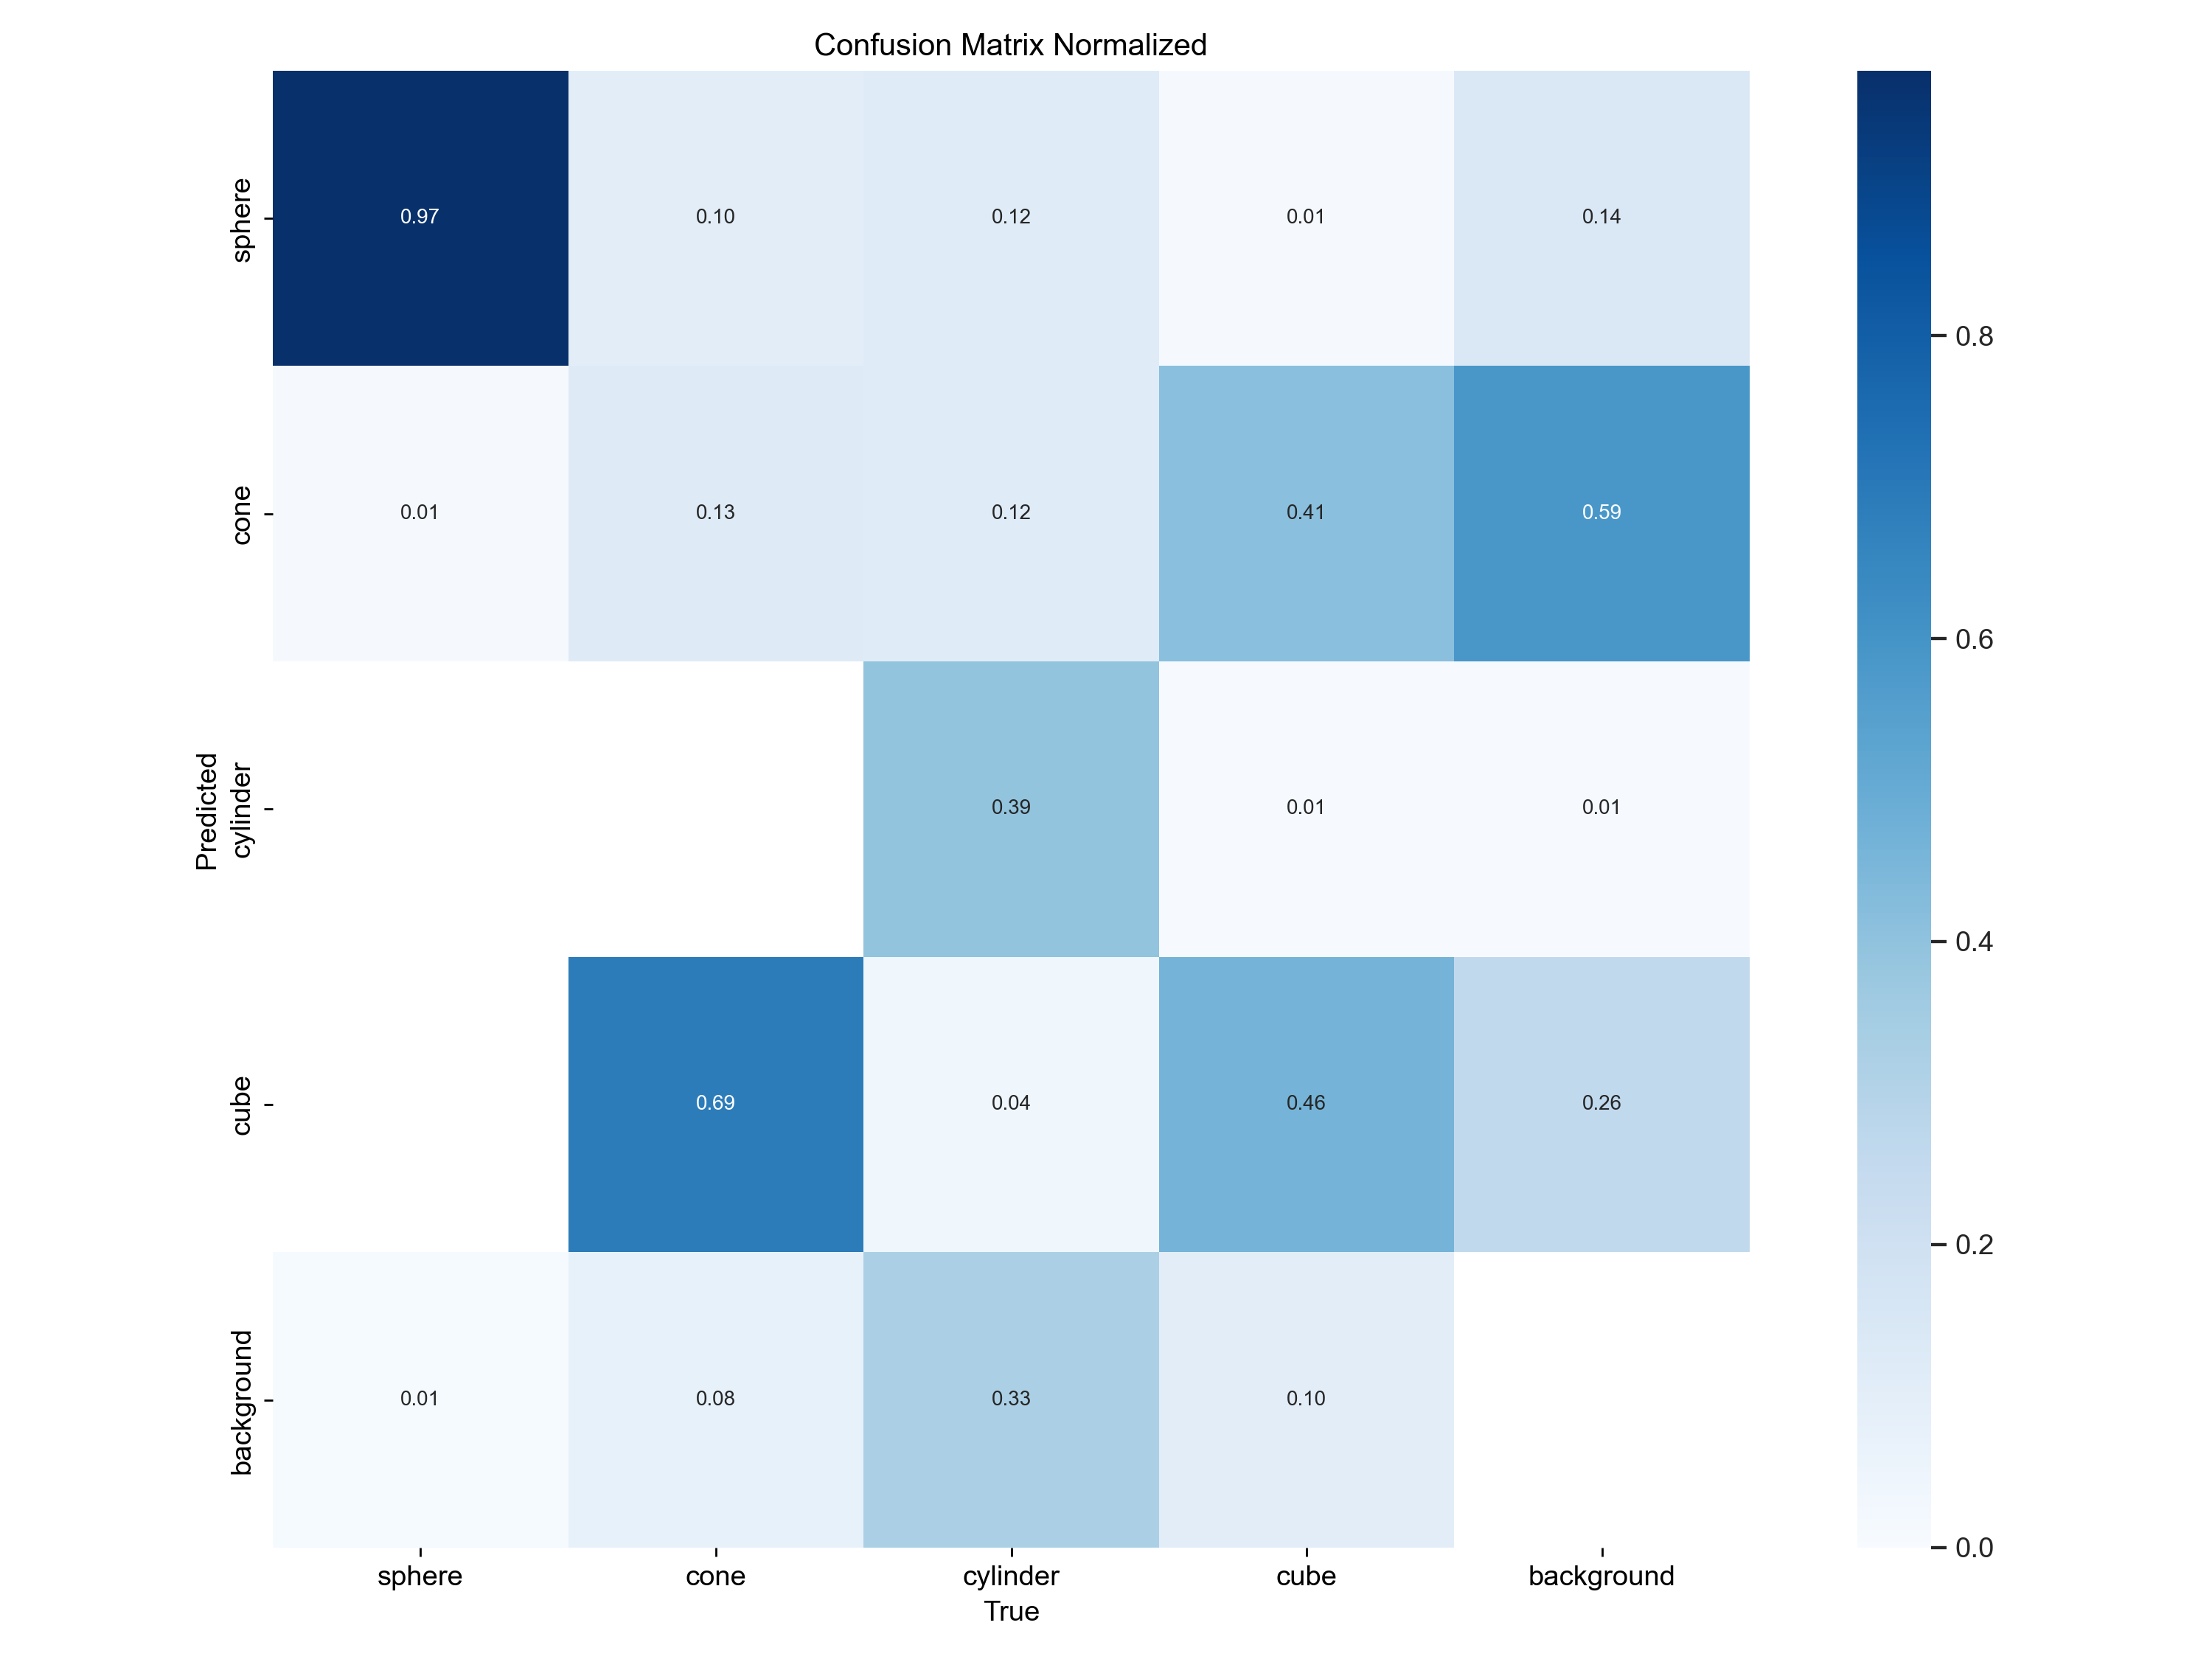 Confusion Matrix Normalized
sphere
0.97
0.10
0.12
0.01
0.14
0.8
cone
0.01
0.13
0.12
0.41
0.59
0.6
Predicted
cylinder
0.39
0.01
0.01
0.4
cube
0.69
0.04
0.46
0.26
0.2
background
0.01
0.08
0.33
0.10
0.0
sphere
cone
cylinder
cube
background
True